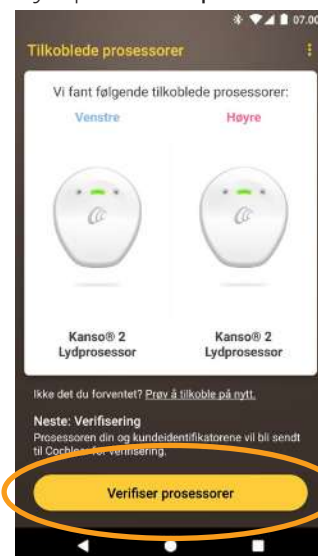 07.00
Tilkoblede prosessorer
Vi fant følgende tilkoblede prosessorer:
Venstre
Høyre
Kanso® 2
Lydprosessor
Kanso® 2
Lydprosessor
Ikke det du forventet? Prøv å tilkoble på nytt.
Neste: Verifisering
Prosessoren din og kundeidentifikatorene vil bli sendt
til Cochlear for verifisering.
Verifiser prosessorer